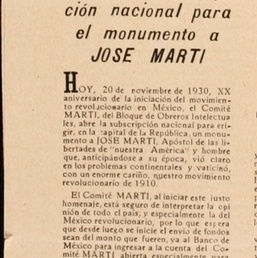 ción nacional para
el monumento a
JOSE MARTI
HOY, 20 de noviembre de 1930, XX
aniversario de la iniciación del movimien-
to revolucionario en México, el Comité
MARTI, del Bloque de Obreros Intelectua-
les, abre la subscripción nacional para eri-
gir, en la capital de la República, un monu-
mento a JOSE MARTI, Apóstol de las li-
bertades de "nuestra América" y hombre
que, anticipándose a su época, vió claro
en los problemas continentales y vaticinó,
con un enorme cariño, nuestro movimiento
revolucionario de 1910.
El Comité MARTI, al iniciar este justo
homenaje, está seguro de interpretar la opi-
nión de todo el país, y especialmente la del
México revolucionario, por lo que espera
que desde luego se inicie el envío de fondos
sean del monto que fueren, ya al Banco de
México para ingresar a la cuenta del Co-
mité MARTI abierta especialmente para